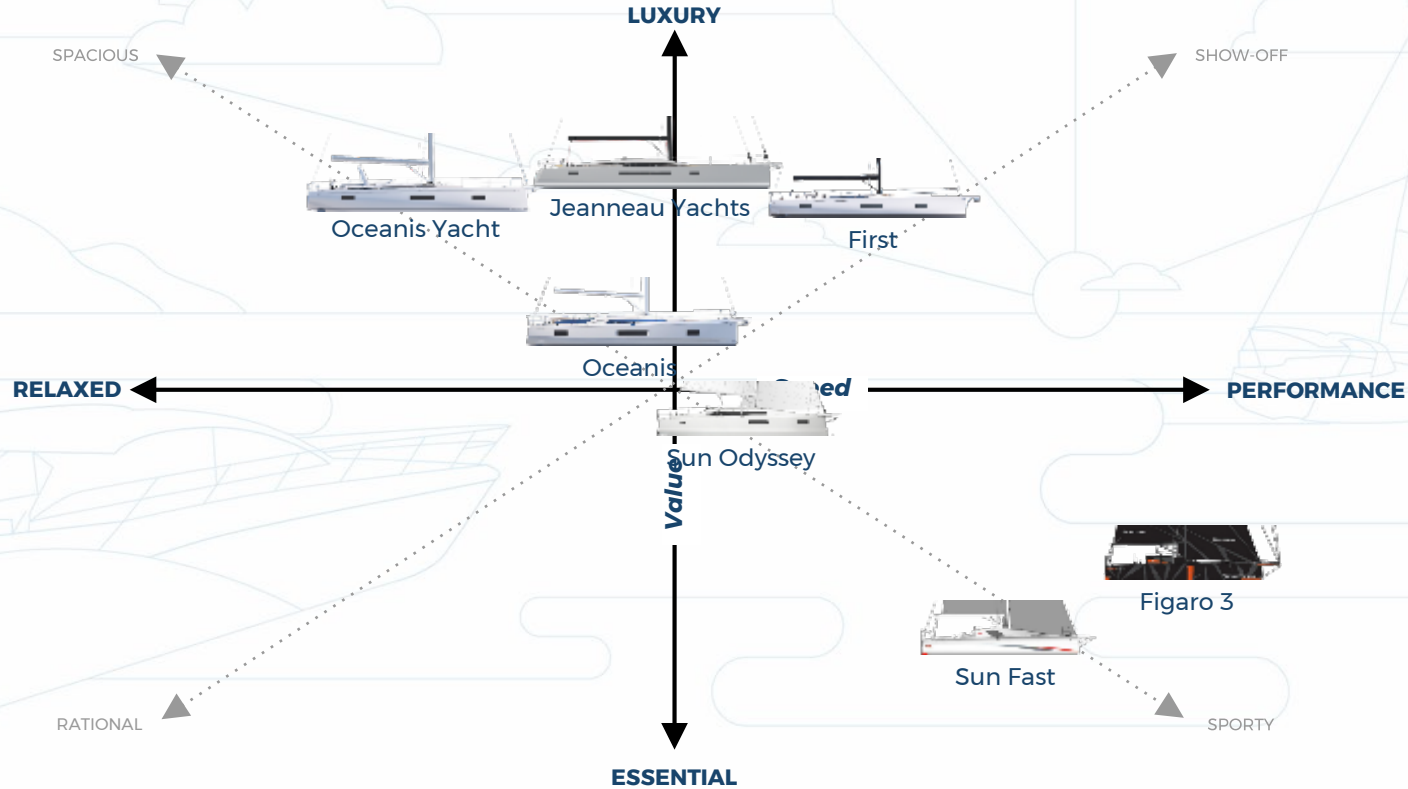 LUXURY
SPACIOUS
SHOW-OFF
Oceanis Yacht
Jeanneau Yachts
First
Oceanis
RELAXED
PERFORMANCE
Sun Odyssey
Value
Figaro 3
Sun Fast
RATIONAL
SPORTY
ESSENTIAL